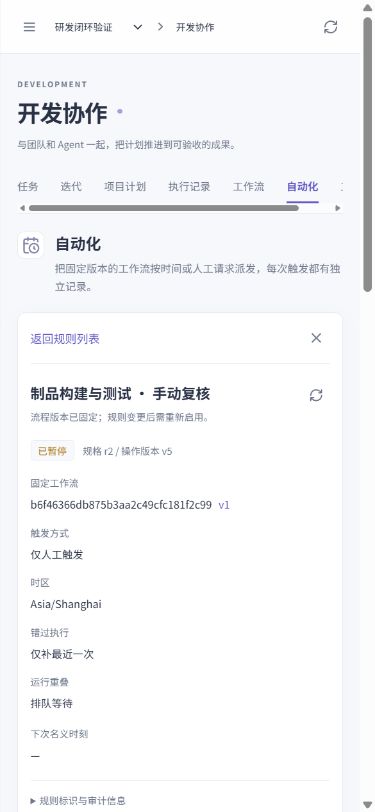 研发闭环验证
开发协作
DEVELOPMENT
开发协作
与团队和 Agent 一起，把计划推进到可验收的成果。
任务 迭代 项目计划 执行记录 工作流 自动化
自动化
把固定版本的工作流按时间或人工请求派发，每次触发都有独
立记录。
返回规则列表
制品构建与测试 · 手动复核
流程版本已固定；规则变更后需重新启用。
已暂停 规格 r2 / 操作版本 v5
固定工作流
b6f46366db875b3aa2c49cfc181f2c99 v1
触发方式
仅人工触发
时区
Asia/Shanghai
错过执行
仅补最近一次
运行重叠
排队等待
下次名义时刻
—
规则标识与审计信息